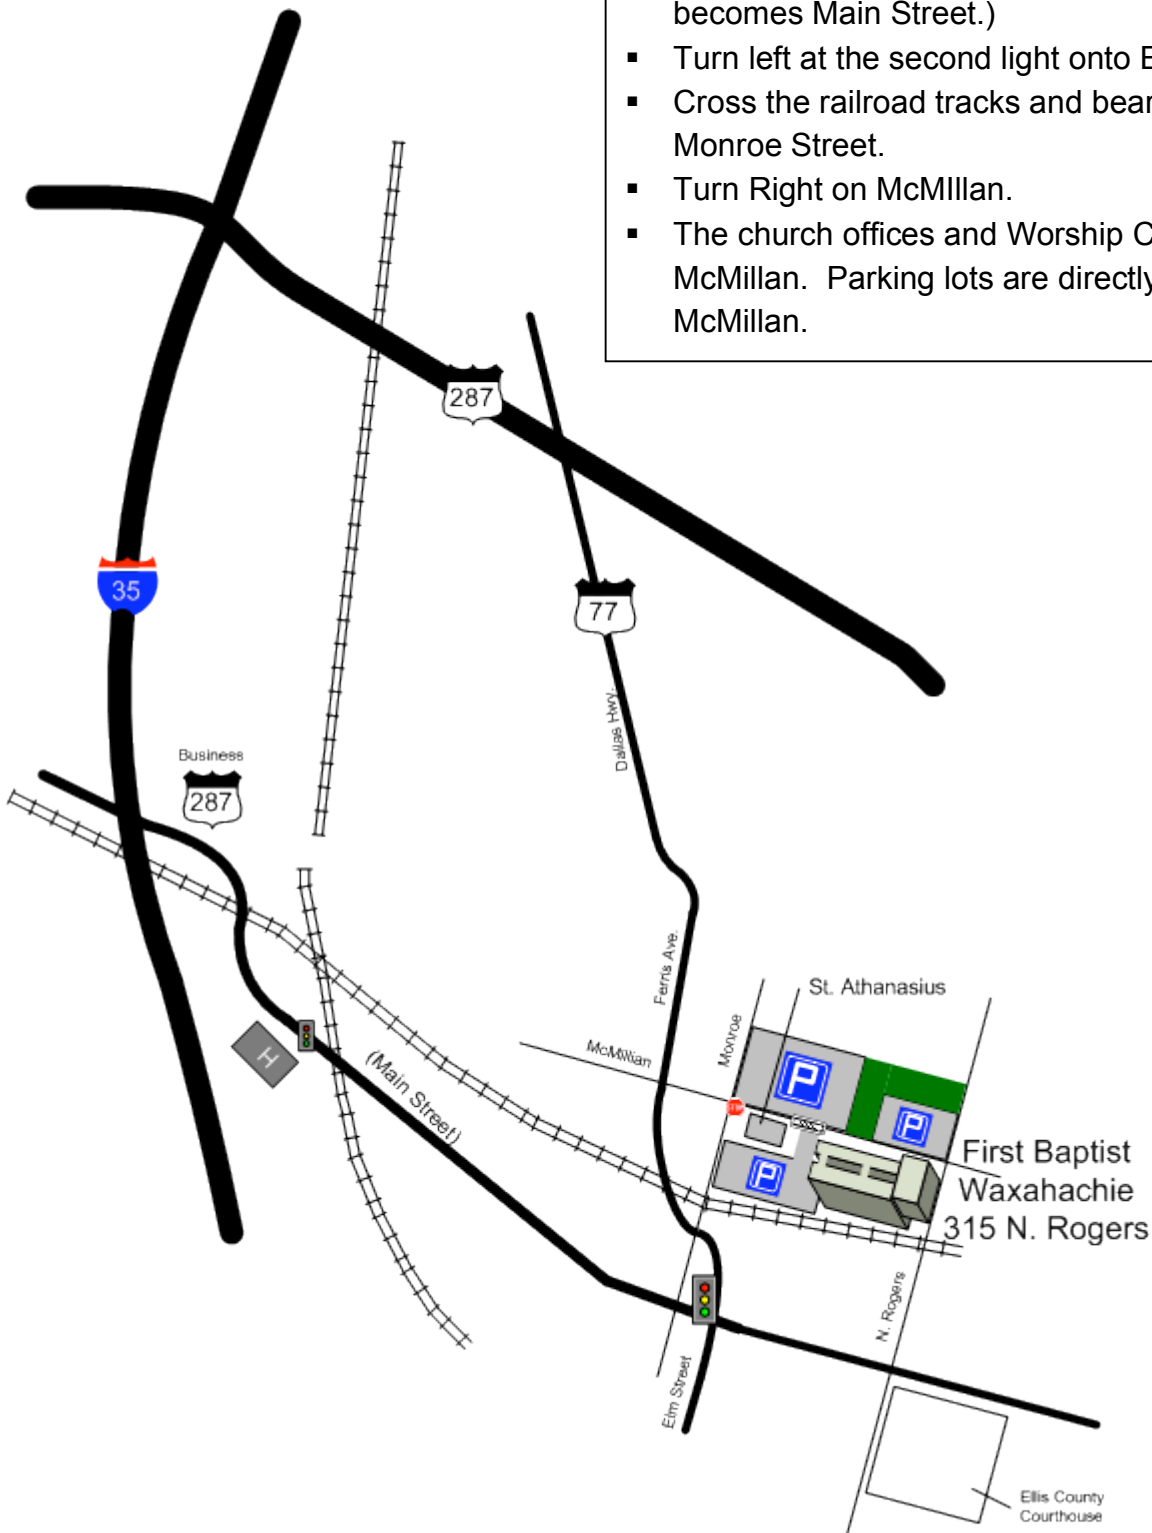 becomes Main Street.)
▪ Turn left at the second light onto E
▪ Cross the railroad tracks and bear
Monroe Street.
▪ Turn Right on McMIllan.
▪ The church offices and Worship C
McMillan. Parking lots are directly
McMillan.
287
35
77
Dallas Hwy.
Business
287
Ferris Ave.
St. Athanasius
Monroe
McMillian
H
(Main Street)
P
P
P
First Baptist
Waxahachie
315 N. Rogers
N. Rogers
Elm Street
Ellis County
Courthouse